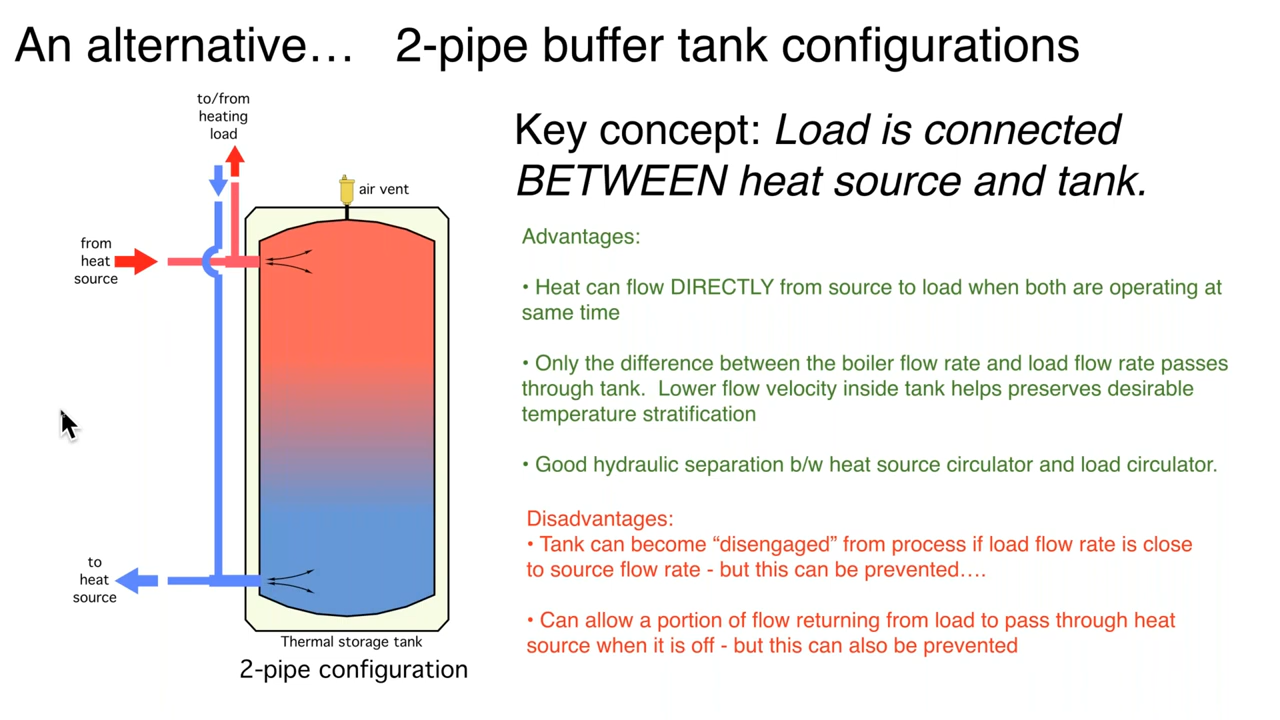 An alternative… 2-pipe buffer tank configurations
to/from
heating
load
air vent
from
heat
source
to
heat
source
Thermal storage tank
2-pipe configuration
Key concept: Load is connected
BETWEEN heat source and tank.
Advantages:
• Heat can flow DIRECTLY from source to load when both are operating at
same time
• Only the difference between the boiler flow rate and load flow rate passes
through tank. Lower flow velocity inside tank helps preserves desirable
temperature stratification
• Good hydraulic separation b/w heat source circulator and load circulator.
Disadvantages:
• Tank can become “disengaged” from process if load flow rate is close
to source flow rate - but this can be prevented….
• Can allow a portion of flow returning from load to pass through heat
source when it is off - but this can also be prevented